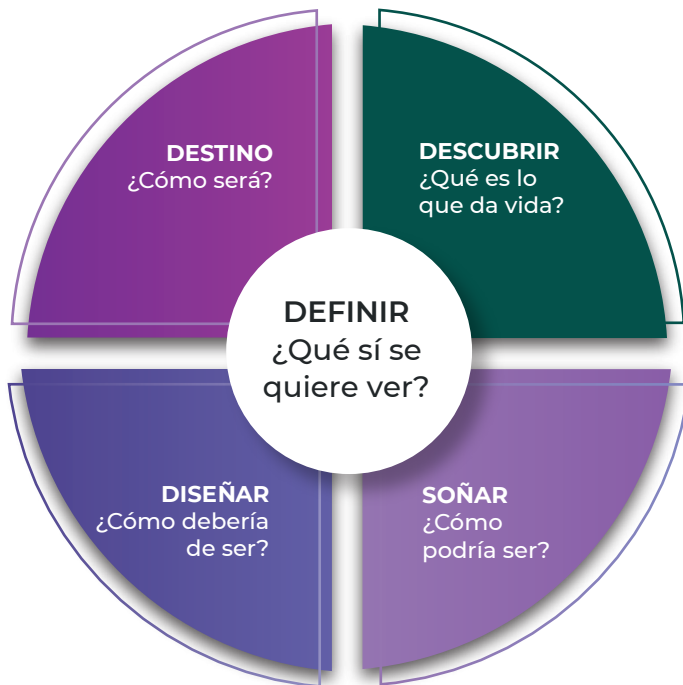 DESTINO
¿Cómo será?
DESCUBRIR
¿Qué es lo
que da vida?
DEFINIR
¿Qué sí se
quiere ver?
DISEÑAR
¿Cómo debería
de ser?
SOÑAR
¿Cómo
podría ser?